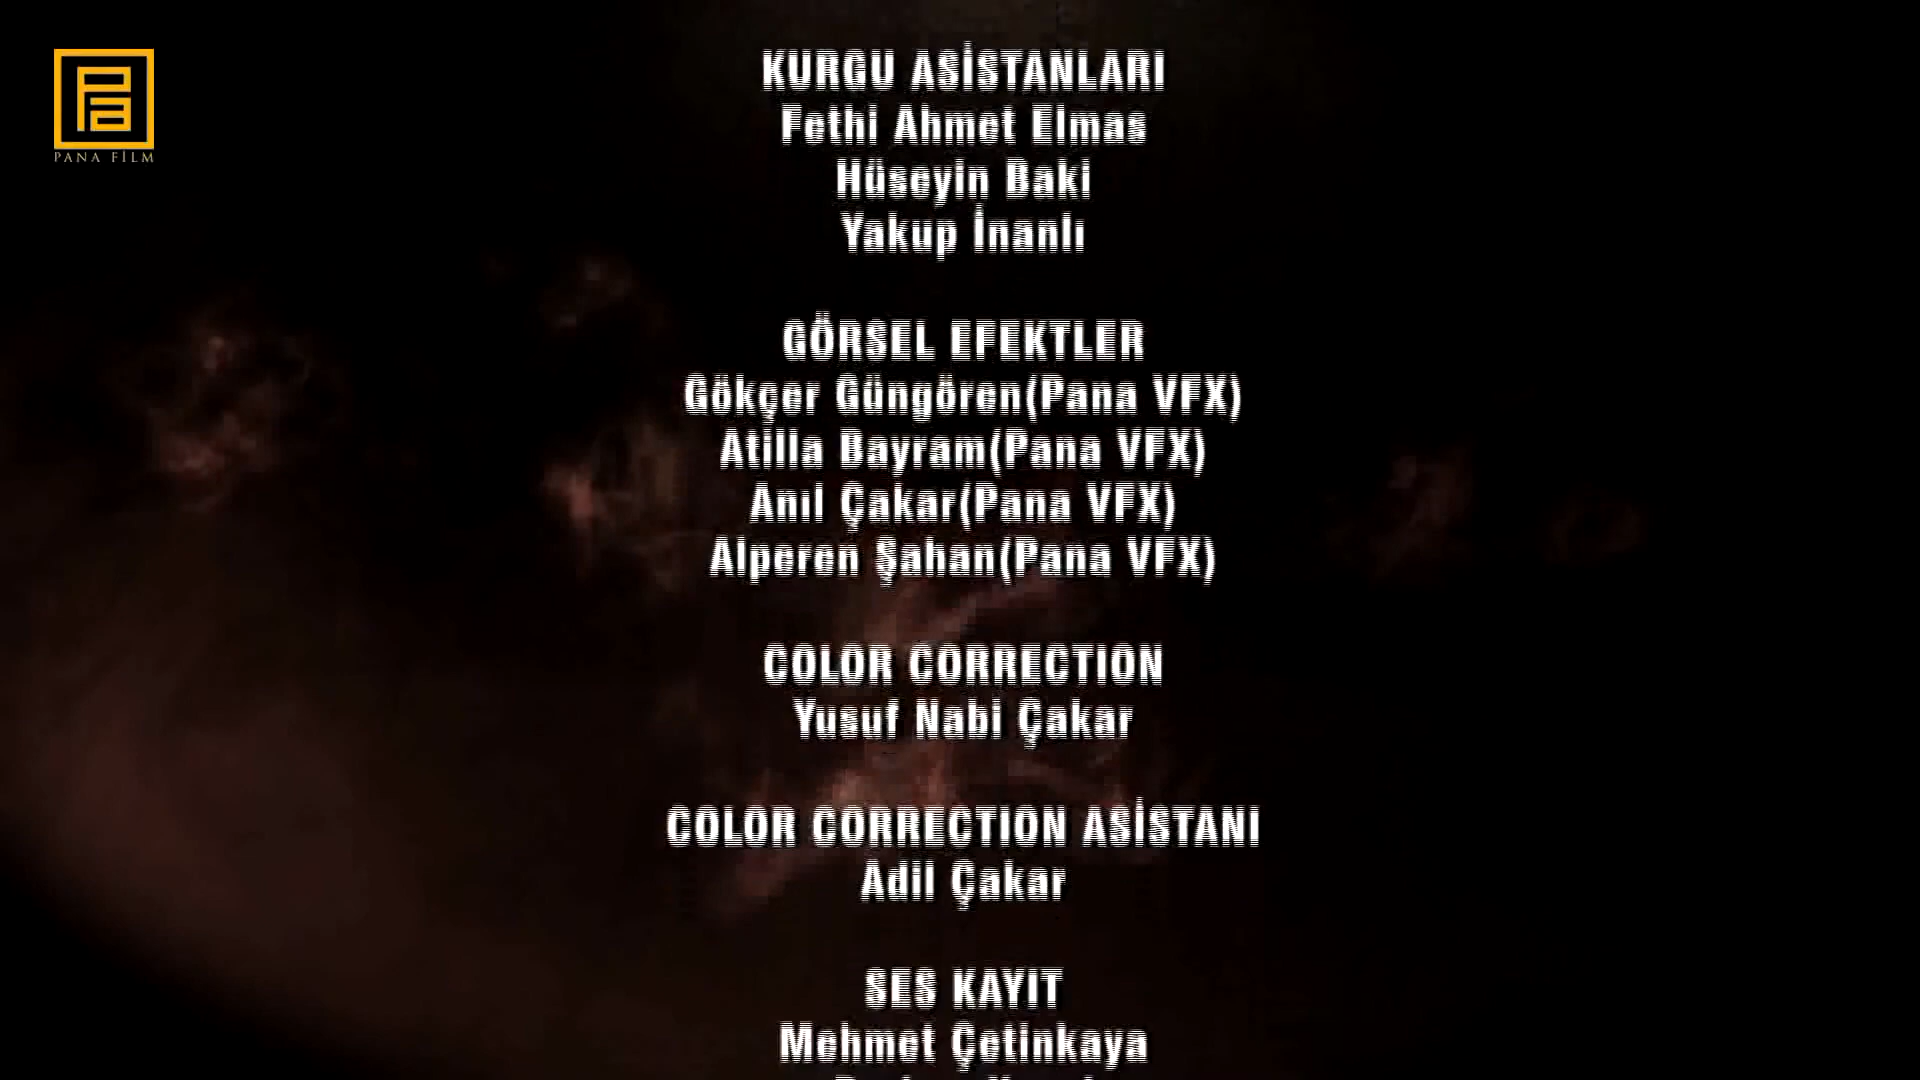 PANA FİLM
KURGU ASİSTANLARI
Fethi Ahmet Elmas
Hüseyin Baki
Yakup İnanlı
GÖRSEL EFEKTLER
Gökçer Güngören(Pana VFX)
Atilla Bayram(Pana VFX)
Anıl Çakar(Pana VFX)
Alperen Şahan(Pana VFX)
COLOR CORRECTION
Yusuf Nabi Çakar
COLOR CORRECTION ASİSTANI
Adil Çakar
SES KAYIT
Mehmet Çetinkaya